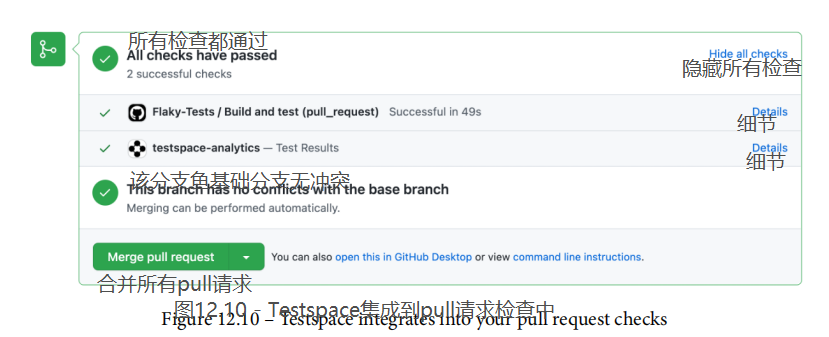 所有检查都通过
All checks have passed
Hide all checks
隐藏所有检查
2 successful checks
Flaky-Tests / Build and test (pull_request) Successful in 49s
Details
细节
testspace-analytics — Test Results
Details
细节
该分支鱼基础分支无冲容
This branch has no conflicts with the base branch
Merging can be performed automatically.
Merge pull request
You can also open this in GitHub Desktop or view command line instructions.
合并所有pull请求
图12.10 – Testspace集成到pull请求检查中
Figure 12.10 – Testspace integrates into your pull request checks